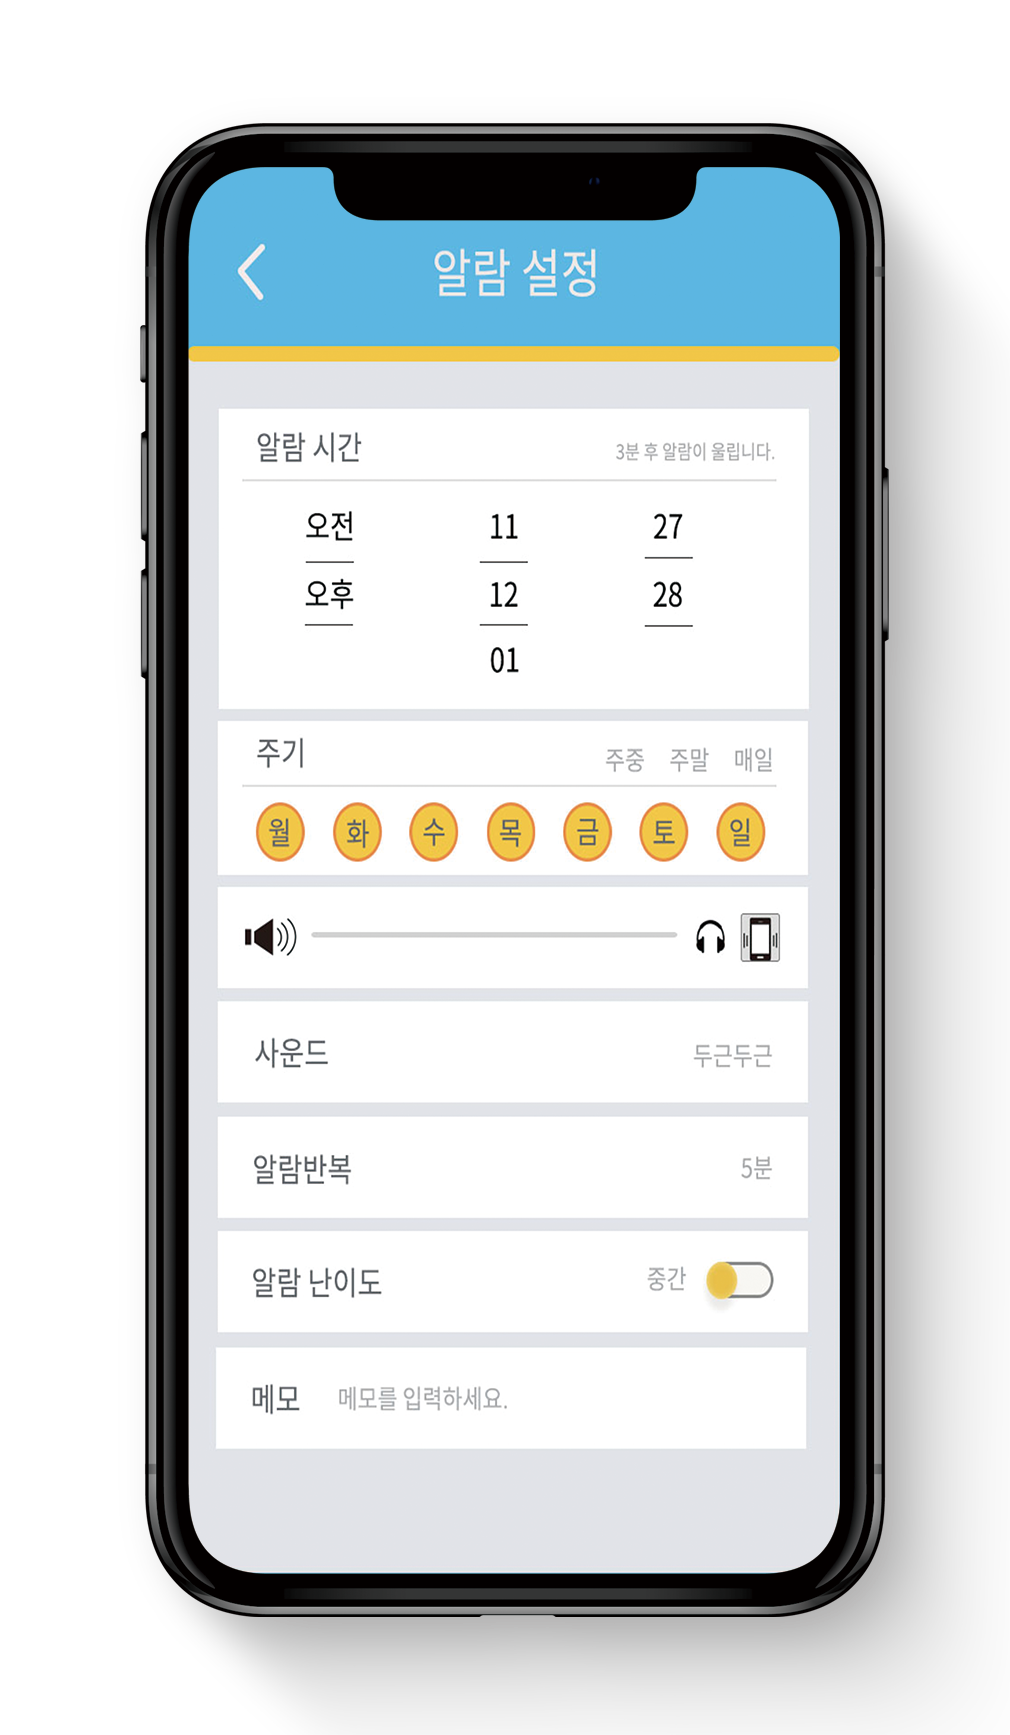 알람 설정
알람 시간 3분 후 알람이 울립니다.
오전 11 27
오후 12 28
01
주기 주중 주말 매일
월 화 수 목 금 토 일
사운드 두근두근
알람반복 5분
알람 난이도 중간
메모 메모를 입력하세요.